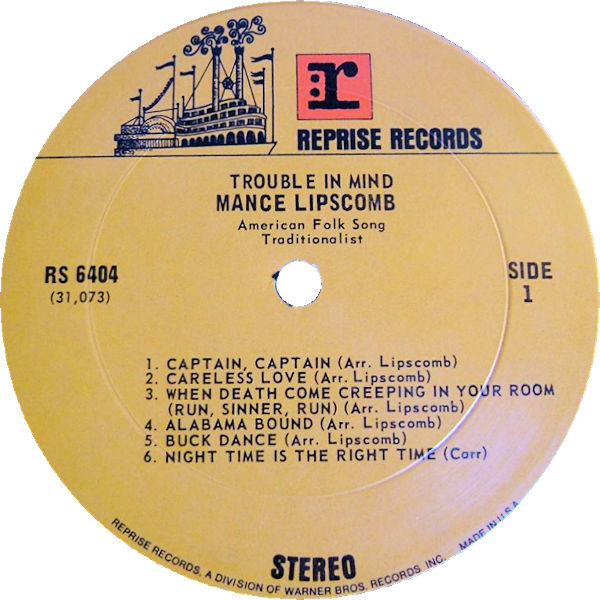 r
REPRISE RECORDS
TROUBLE IN MIND
MANCE LIPSCOMB
American Folk Song
Traditionalist
RS 6404
(31,073)
SIDE
1
1. CAPTAIN, CAPTAIN (Arr. Lipscomb)
2. CARELESS LOVE (Arr. Lipscomb)
3. WHEN DEATH COME CREEPING IN YOUR ROOM
(RUN, SINNER, RUN) (Arr. Lipscomb)
4. ALABAMA BOUND (Arr. Lipscomb)
5. BUCK DANCE (Arr. Lipscomb)
6. NIGHT TIME IS THE RIGHT TIME (Carr)
STEREO
REPRISE RECORDS, A DIVISION OF WARNER BROS. RECORDS, INC. MADE IN U.S.A.